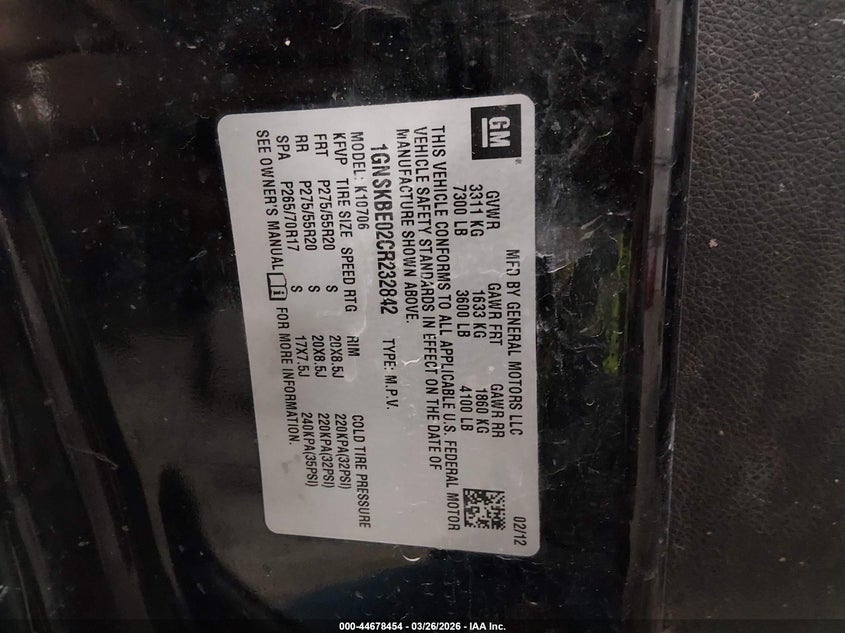 GM
MFD BY GENERAL MOTORS LLC 02/12
GVWR GAWR FRT GAWR RR
3311 KG 1633 KG 1860 KG
7300 LB 3600 LB 4100 LB
THIS VEHICLE CONFORMS TO ALL APPLICABLE U.S. FEDERAL MOTOR
VEHICLE SAFETY STANDARDS IN EFFECT ON THE DATE OF
MANUFACTURE SHOWN ABOVE.
1GNSKBE02CR232842 TYPE: M.P.V.
MODEL: K10706
KFVP TIRE SIZE SPEED RTG RIM COLD TIRE PRESSURE
FRT P275/55R20 S 20X8.5J 220KPA(32PSI)
RR P275/55R20 S 20X8.5J 220KPA(32PSI)
SPA P265/70R17 S 17X7.5J 240KPA(35PSI)
SEE OWNER'S MANUAL FOR MORE INFORMATION.
000-44678454 - 03/26/2026 - IAA Inc.